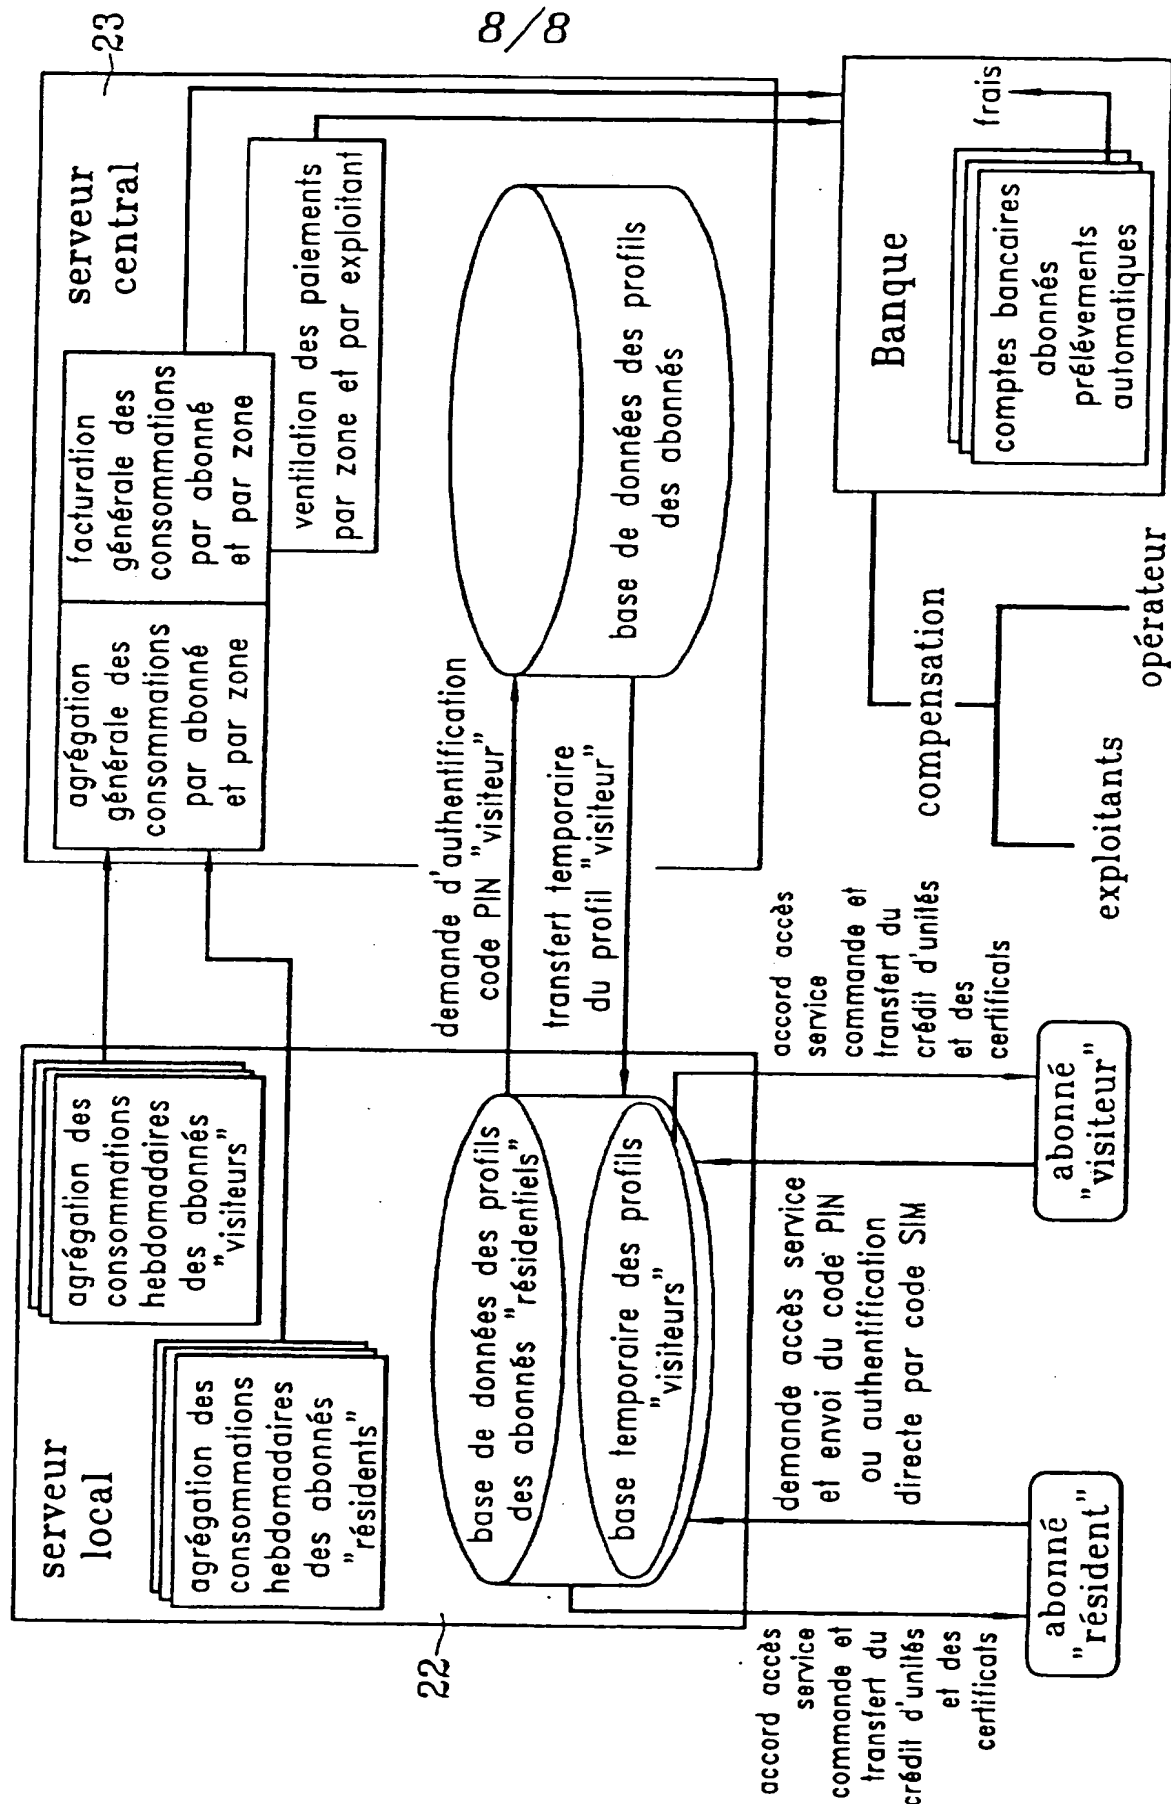 8/8
serveur
local
22
agrégation des
consommations
hebdomadaires
des abonnés
"résidents"
agrégation des
consommations
hebdomadaires
des abonnés
"visiteurs"
base de données des profils
des abonnés "résidentiels"
base temporaire des profils
"visiteurs"
serveur
central
23
agrégation
générale des
consommations
par abonné
et par zone
facturation
générale des
consommations
par abonné
et par zone
ventilation des paiements
par zone et par exploitant
base de données des profils
des abonnés
demande d'authentification
code PIN "visiteur"
transfert temporaire
du profil "visiteur"
accord accès
service
commande et
transfert du
crédit d'unités
et des
certificats
abonné
"résident"
demande accès service
et envoi du code PIN
ou authentification
directe par code SIM
abonné
"visiteur"
accord accès
service
commande et
transfert du
crédit d'unités
et des
certificats
Banque
frais
comptes bancaires
abonnés
prélévements
automatiques
compensation
exploitants
opérateur